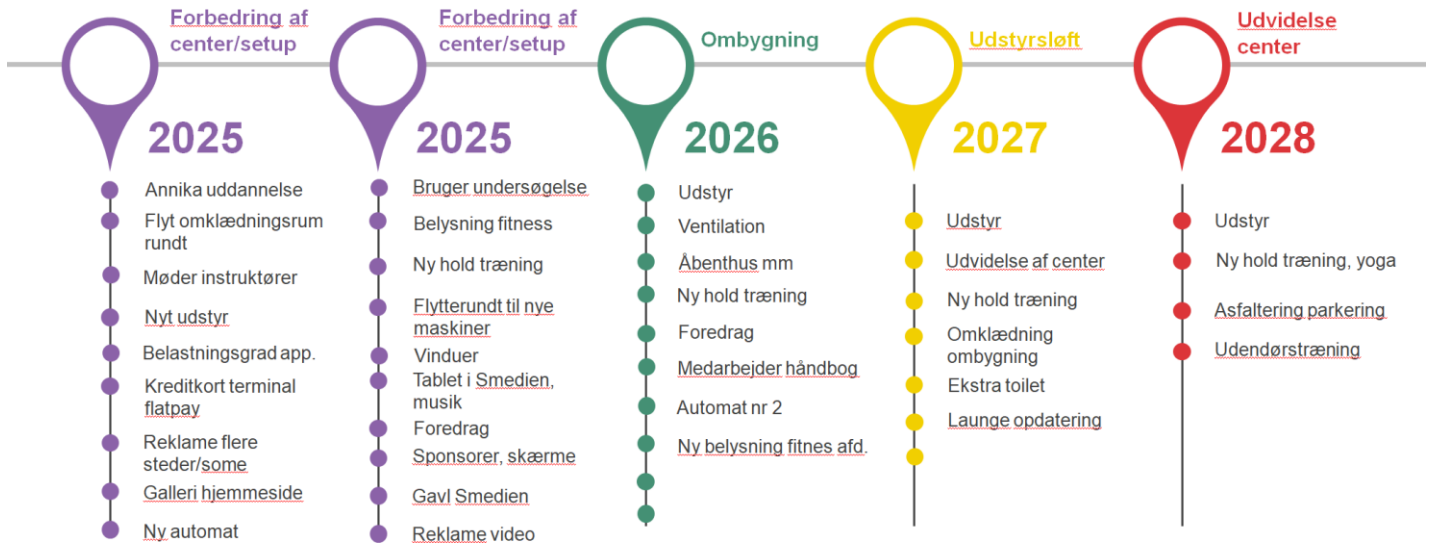 Forbedring af
center/setup
2025
Annika uddannelse
Flyt omklædningsrum
rundt
Møder instruktører
Nyt udstyr
Belastningsgrad app.
Kreditkort terminal
flatpay
Reklame flere
steder/some
Galleri hjemmeside
Ny automat
Forbedring af
center/setup
2025
Bruger undersøgelse
Belysning fitness
Ny hold træning
Flytterundt til nye
maskiner
Vinduer
Tablet i Smedien,
musik
Foredrag
Sponsorer, skærme
Gavl Smedien
Reklame video
Ombygning
2026
Udstyr
Ventilation
Åbenthus mm
Ny hold træning
Foredrag
Medarbejder håndbog
Automat nr 2
Ny belysning fitnes afd.
Udstyrsløft
2027
Udstyr
Udvidelse af center
Ny hold træning
Omklædning
ombygning
Ekstra toilet
Launge opdatering
Udvidelse
center
2028
Udstyr
Ny hold træning, yoga
Asfaltering parkering
Udendørstræning